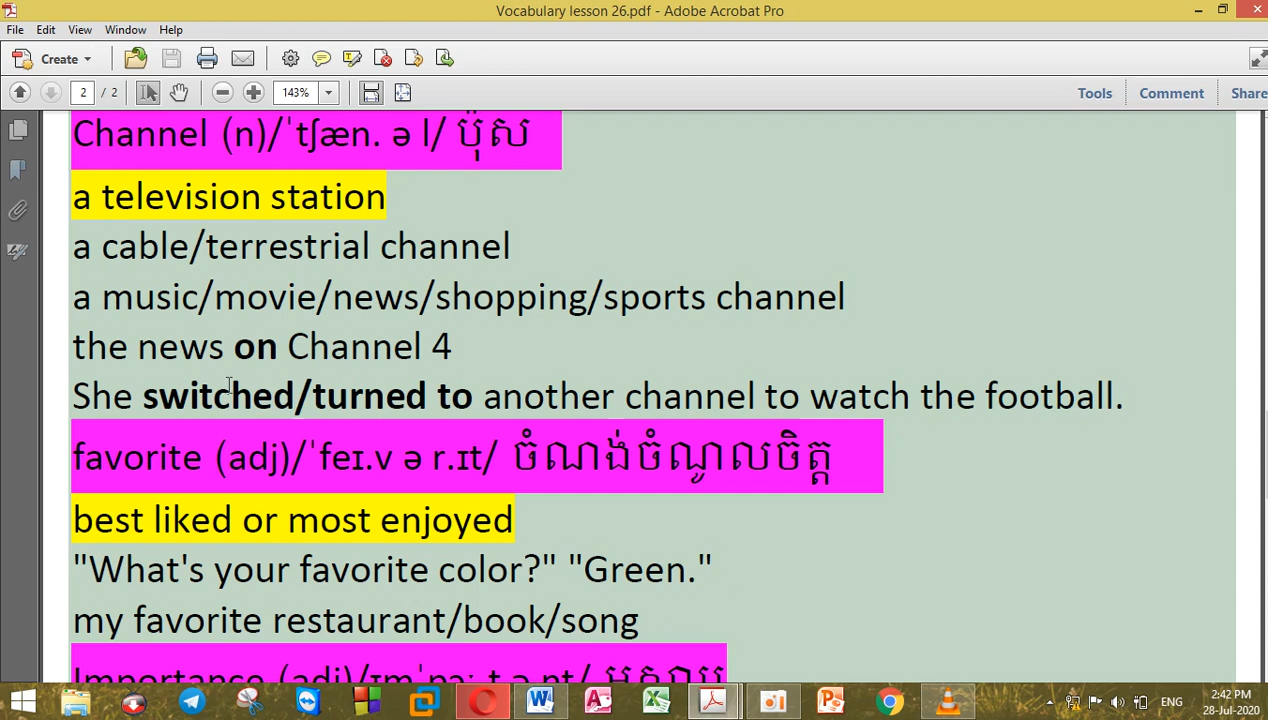 Vocabulary lesson 26.pdf - Adobe Acrobat Pro
File Edit View Window Help
Create
2 / 2 143% Tools Comment Share
Channel (n)/ˈtʃæn. ə l/ ប៉ុស
a television station
a cable/terrestrial channel
a music/movie/news/shopping/sports channel
the news on Channel 4
She switched/turned to another channel to watch the football.
favorite (adj)/ˈfeɪ.v ə r.ɪt/ ចំណង់ចំណូលចិត្ត
best liked or most enjoyed
"What's your favorite color?" "Green."
my favorite restaurant/book/song
Importance (adj)/ɪm
ENG 2:42 PM
28-Jul-2020